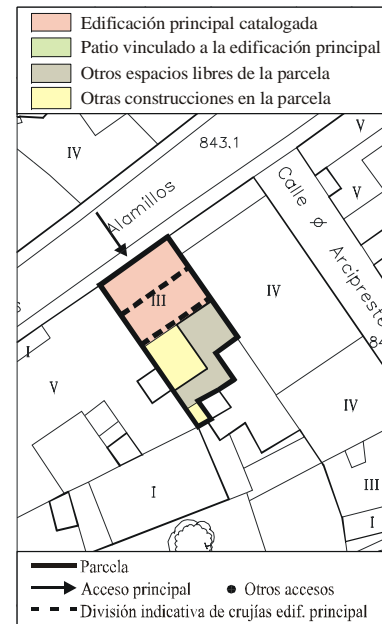 Edificación principal catalogada
Patio vinculado a la edificación principal
Otros espacios libres de la parcela
Otras construcciones en la parcela
IV
843.1
V
Alamillos
Calle
V
IV
III
Arcipreste
I
V
IV
I
III
I
Parcela
Acceso principal
Otros accesos
División indicativa de crujías edif. principal